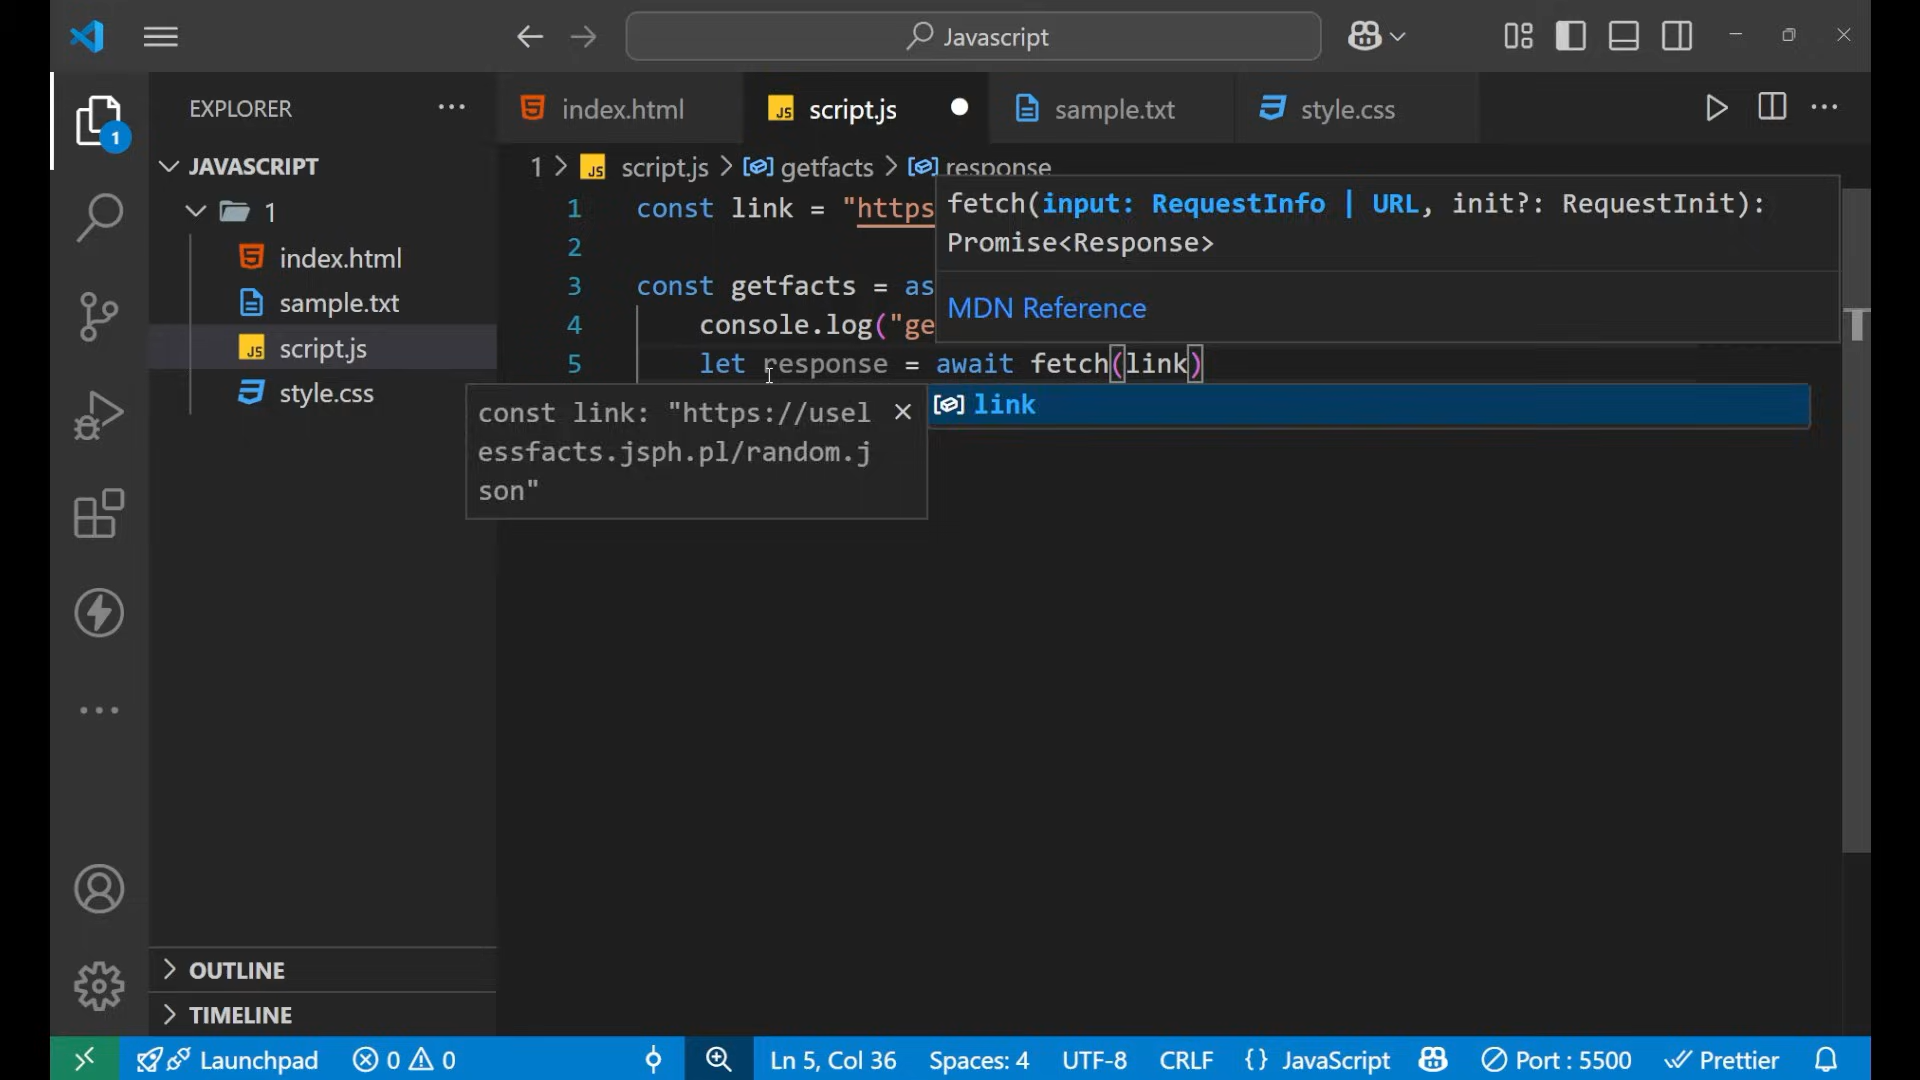 Javascript
EXPLORER
index.html
script.js
sample.txt
style.css
1
JAVASCRIPT
1
index.html
sample.txt
script.js
style.css
1 > script.js > getfacts > response
1 const link = "https
2
3 const getfacts = as
4 console.log("ge
5 let response = await fetch(link)
fetch(input: RequestInfo | URL, init?: RequestInit):
Promise<Response>
MDN Reference
link
const link: "https://usel
essfacts.jsph.pl/random.j
son"
OUTLINE
TIMELINE
Launchpad
0
0
Ln 5, Col 36
Spaces: 4
UTF-8
CRLF
{} JavaScript
Port : 5500
Prettier